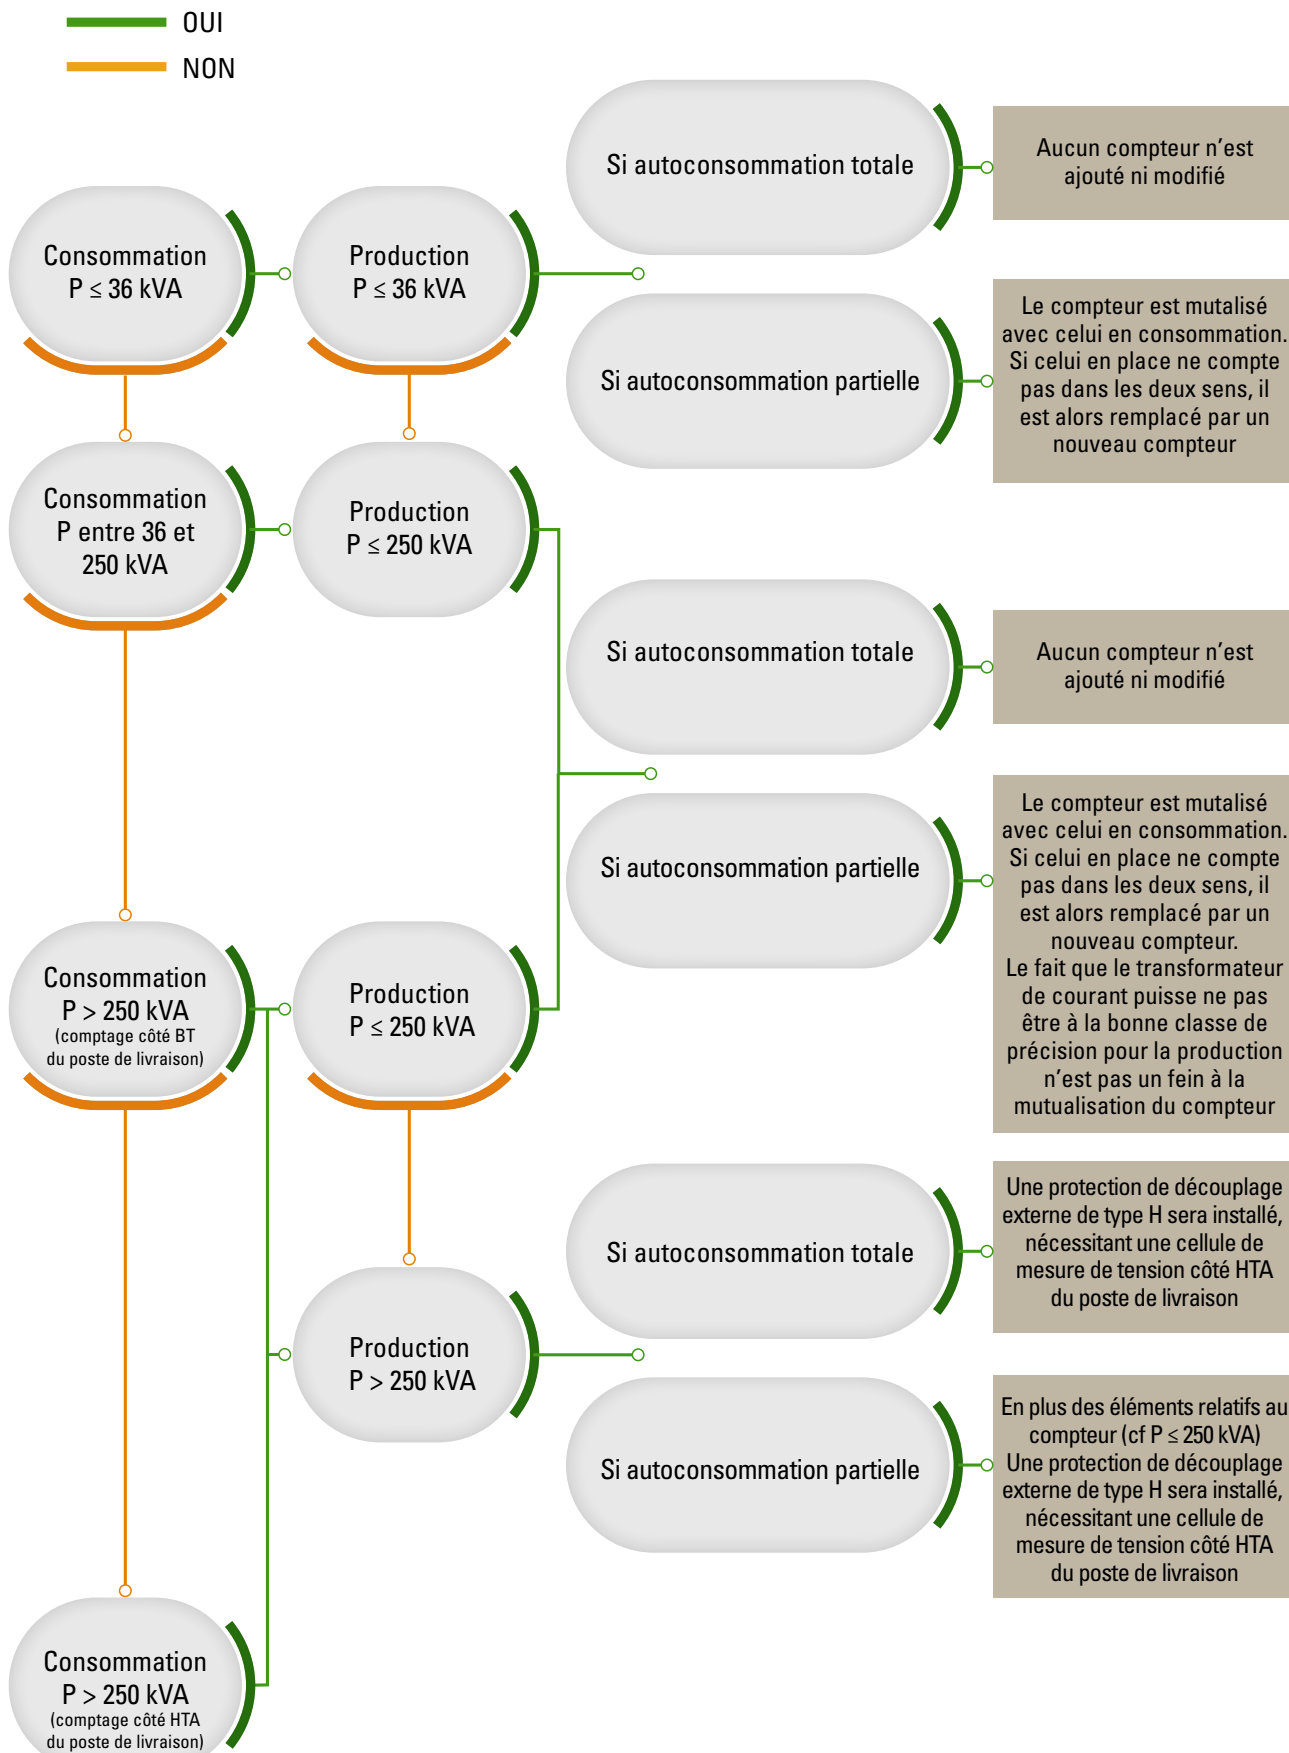 OUI
NON
Consommation
P ≤ 36 kVA
Production
P ≤ 36 kVA
Si autoconsommation totale
Aucun compteur n’est
ajouté ni modifié
Si autoconsommation partielle
Le compteur est mutalisé
avec celui en consommation.
Si celui en place ne compte
pas dans les deux sens, il
est alors remplacé par un
nouveau compteur
Consommation
P entre 36 et
250 kVA
Production
P ≤ 250 kVA
Si autoconsommation totale
Aucun compteur n’est
ajouté ni modifié
Si autoconsommation partielle
Le compteur est mutalisé
avec celui en consommation.
Si celui en place ne compte
pas dans les deux sens, il
est alors remplacé par un
nouveau compteur.
Le fait que le transformateur
de courant puisse ne pas
être à la bonne classe de
précision pour la production
n’est pas un fein à la
mutualisation du compteur
Consommation
P > 250 kVA
(comptage côté BT
du poste de livraison)
Production
P ≤ 250 kVA
Si autoconsommation totale
Une protection de découplage
externe de type H sera installé,
nécessitant une cellule de
mesure de tension côté HTA
du poste de livraison
Production
P > 250 kVA
Si autoconsommation partielle
En plus des éléments relatifs au
compteur (cf P ≤ 250 kVA)
Une protection de découplage
externe de type H sera installé,
nécessitant une cellule de
mesure de tension côté HTA
du poste de livraison
Consommation
P > 250 kVA
(comptage côté HTA
du poste de livraison)